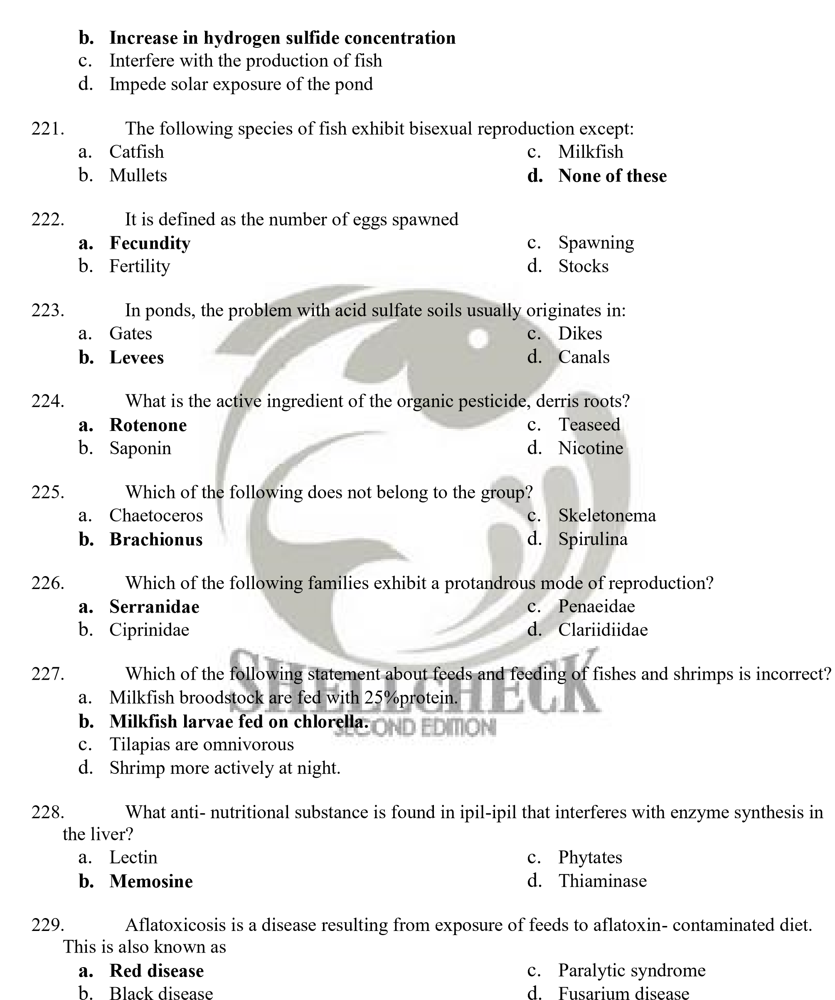 b. Increase in hydrogen sulfide concentration
c. Interfere with the production of fish
d. Impede solar exposure of the pond
221. The following species of fish exhibit bisexual reproduction except:
a. Catfish c. Milkfish
b. Mullets d. None of these
222. It is defined as the number of eggs spawned
a. Fecundity c. Spawning
b. Fertility d. Stocks
223. In ponds, the problem with acid sulfate soils usually originates in:
a. Gates c. Dikes
b. Levees d. Canals
224. What is the active ingredient of the organic pesticide, derris roots?
a. Rotenone c. Teaseed
b. Saponin d. Nicotine
225. Which of the following does not belong to the group?
a. Chaetoceros c. Skeletonema
b. Brachionus d. Spirulina
226. Which of the following families exhibit a protandrous mode of reproduction?
a. Serranidae c. Penaeidae
b. Ciprinidae d. Clariidiidae
SHELLCHECK
227. Which of the following statement about feeds and feeding of fishes and shrimps is incorrect?
a. Milkfish broodstock are fed with 25%protein.
b. Milkfish larvae fed on chlorella.
SECOND EDITION
c. Tilapias are omnivorous
d. Shrimp more actively at night.
228. What anti- nutritional substance is found in ipil-ipil that interferes with enzyme synthesis in
the liver?
a. Lectin c. Phytates
b. Memosine d. Thiaminase
229. Aflatoxicosis is a disease resulting from exposure of feeds to aflatoxin- contaminated diet.
This is also known as
a. Red disease c. Paralytic syndrome
b. Black disease d. Fusarium disease